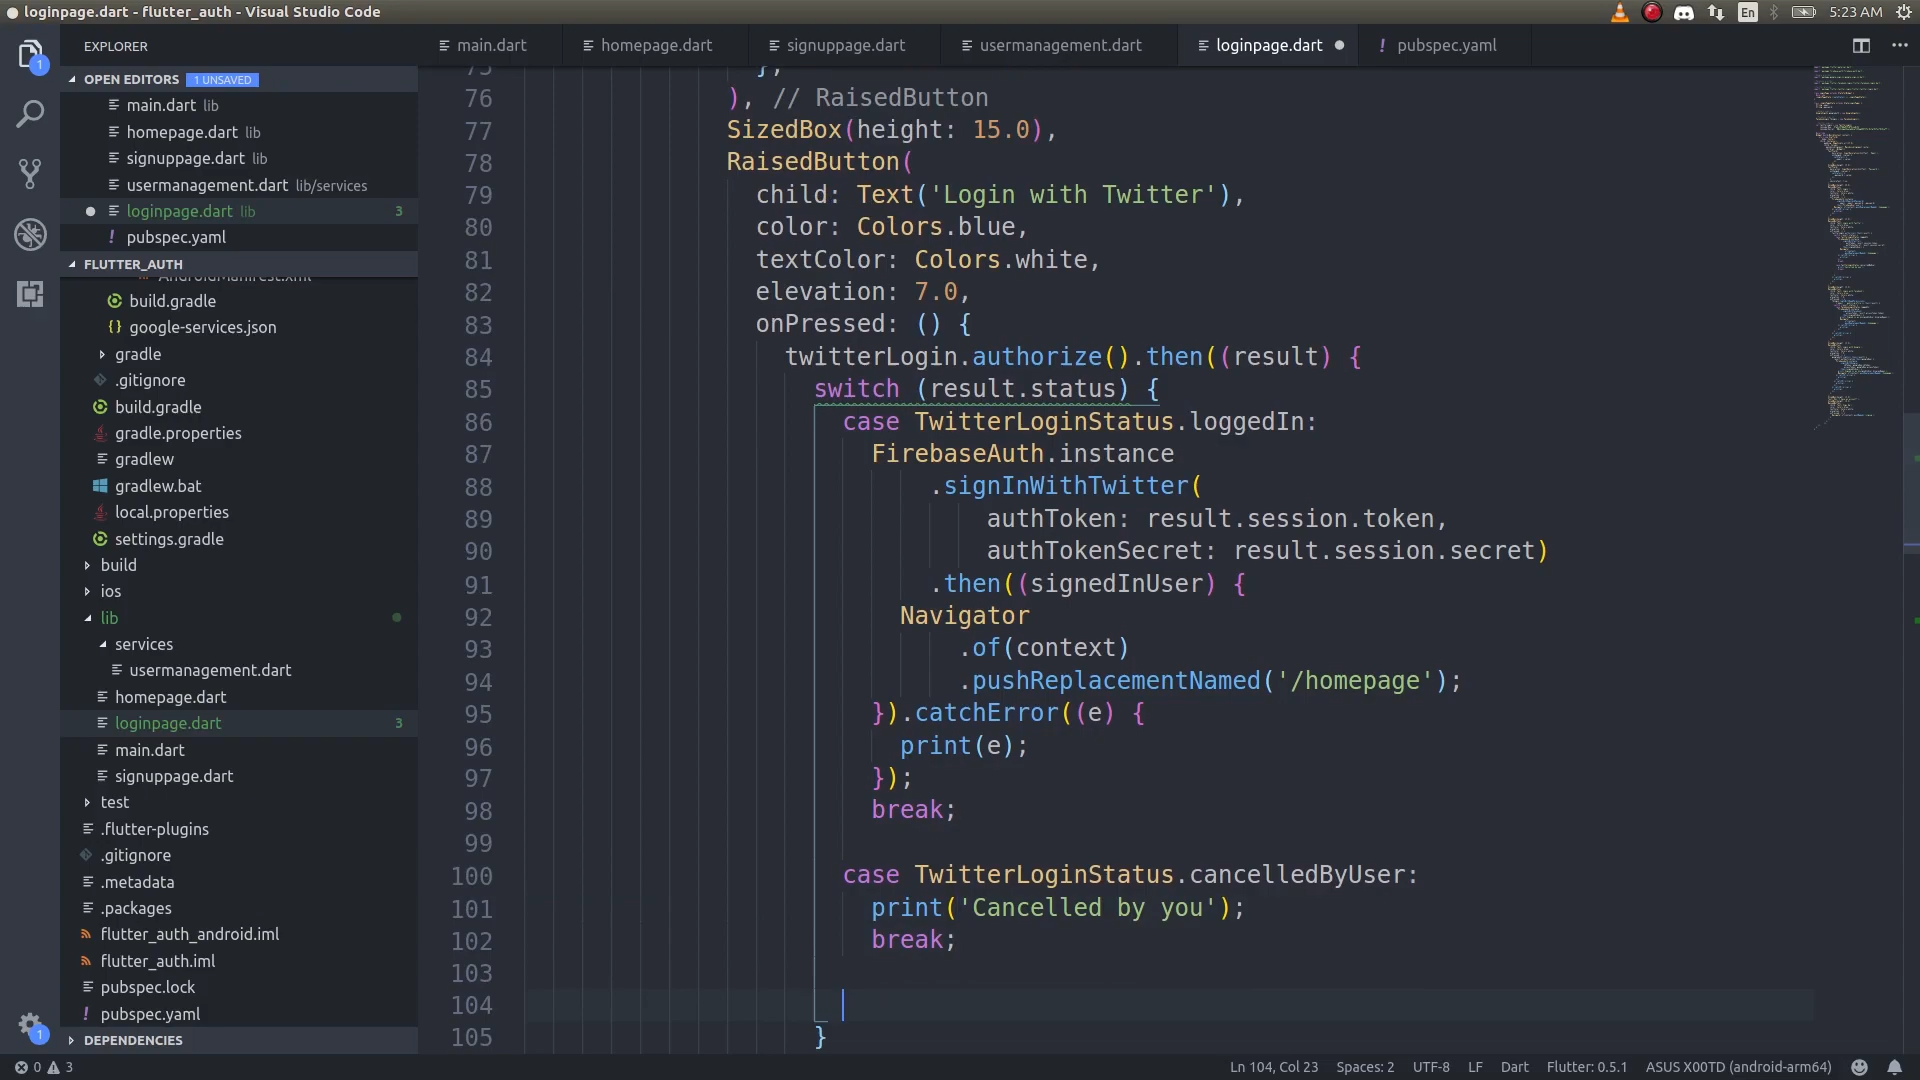 loginpage.dart - flutter_auth - Visual Studio Code
En
5:23 AM
EXPLORER
main.dart
homepage.dart
signuppage.dart
usermanagement.dart
loginpage.dart
! pubspec.yaml
OPEN EDITORS 1 UNSAVED
main.dart lib
homepage.dart lib
signuppage.dart lib
usermanagement.dart lib/services
loginpage.dart lib 3
! pubspec.yaml
FLUTTER_AUTH
AndroidManifest.xml
build.gradle
{} google-services.json
gradle
.gitignore
build.gradle
gradle.properties
gradlew
gradlew.bat
local.properties
settings.gradle
build
ios
lib
services
usermanagement.dart
homepage.dart
loginpage.dart 3
main.dart
signuppage.dart
test
.flutter-plugins
.gitignore
.metadata
.packages
flutter_auth_android.iml
flutter_auth.iml
pubspec.lock
! pubspec.yaml
DEPENDENCIES
1
1
75 },
76 ), // RaisedButton
77 SizedBox(height: 15.0),
78 RaisedButton(
79 child: Text('Login with Twitter'),
80 color: Colors.blue,
81 textColor: Colors.white,
82 elevation: 7.0,
83 onPressed: () {
84 twitterLogin.authorize().then((result) {
85 switch (result.status) {
86 case TwitterLoginStatus.loggedIn:
87 FirebaseAuth.instance
88 .signInWithTwitter(
89 authToken: result.session.token,
90 authTokenSecret: result.session.secret)
91 .then((signedInUser) {
92 Navigator
93 .of(context)
94 .pushReplacementNamed('/homepage');
95 }).catchError((e) {
96 print(e);
97 });
98 break;
99
100 case TwitterLoginStatus.cancelledByUser:
101 print('Cancelled by you');
102 break;
103
104
105 }
0 3
Ln 104, Col 23 Spaces: 2 UTF-8 LF Dart Flutter: 0.5.1 ASUS X00TD (android-arm64)